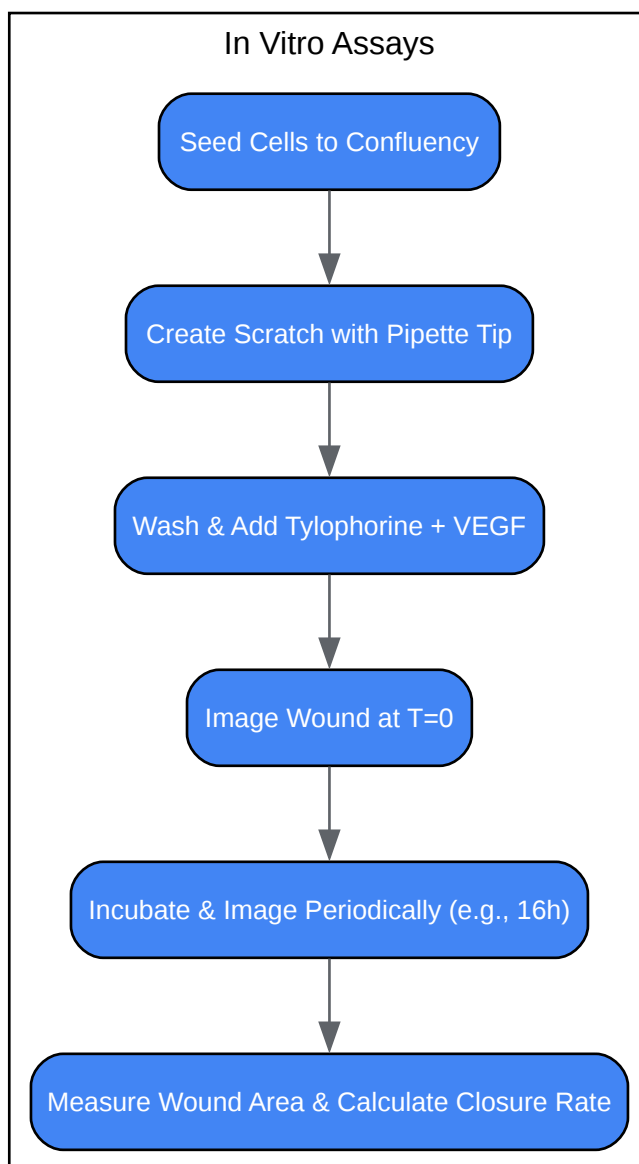 In Vitro Assays
Seed Cells to Confluency
Create Scratch with Pipette Tip
Wash & Add Tylophorine + VEGF
Image Wound at T=0
Incubate & Image Periodically (e.g., 16h)
Measure Wound Area & Calculate Closure Rate